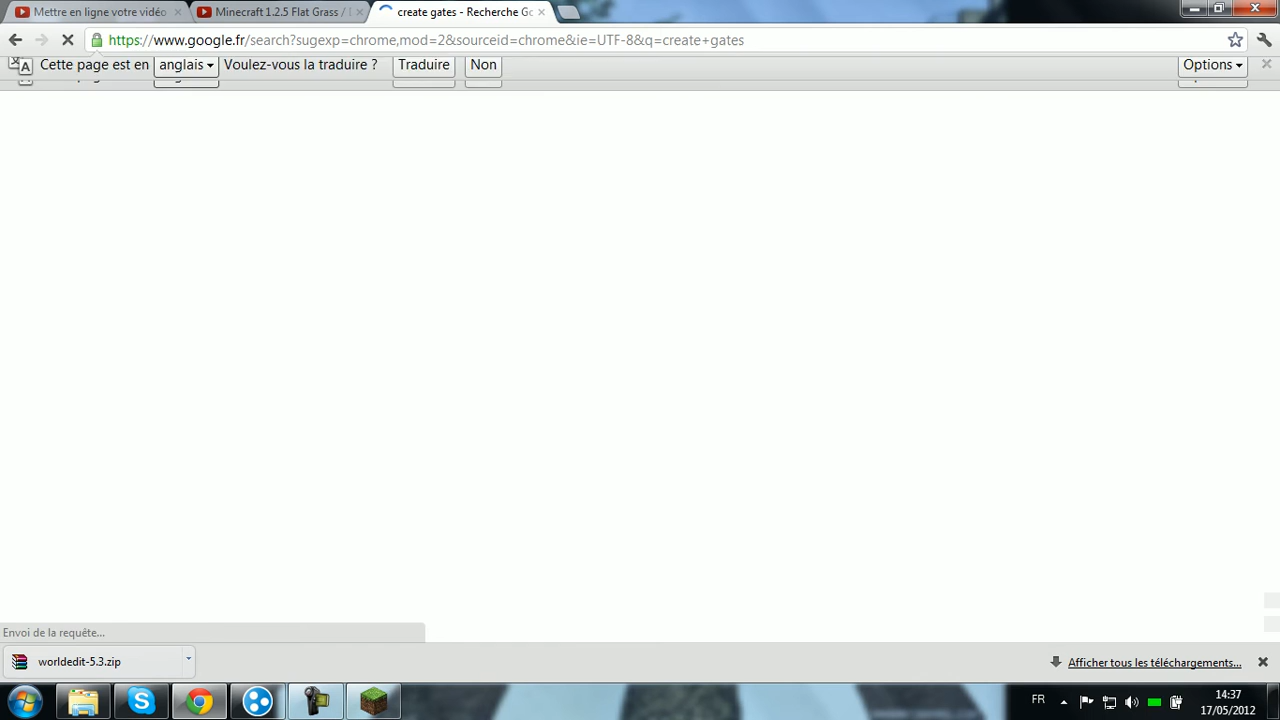 Mettre en ligne votre vidéo
Minecraft 1.2.5 Flat Grass /
create gates - Recherche Go
https://www.google.fr/search?sugexp=chrome,mod=2&sourceid=chrome&ie=UTF-8&q=create+gates
Cette page est en anglais Voulez-vous la traduire ? Traduire Non Options
Envoi de la requête...
worldedit-5.3.zip
Afficher tous les téléchargements...
FR
14:37
17/05/2012